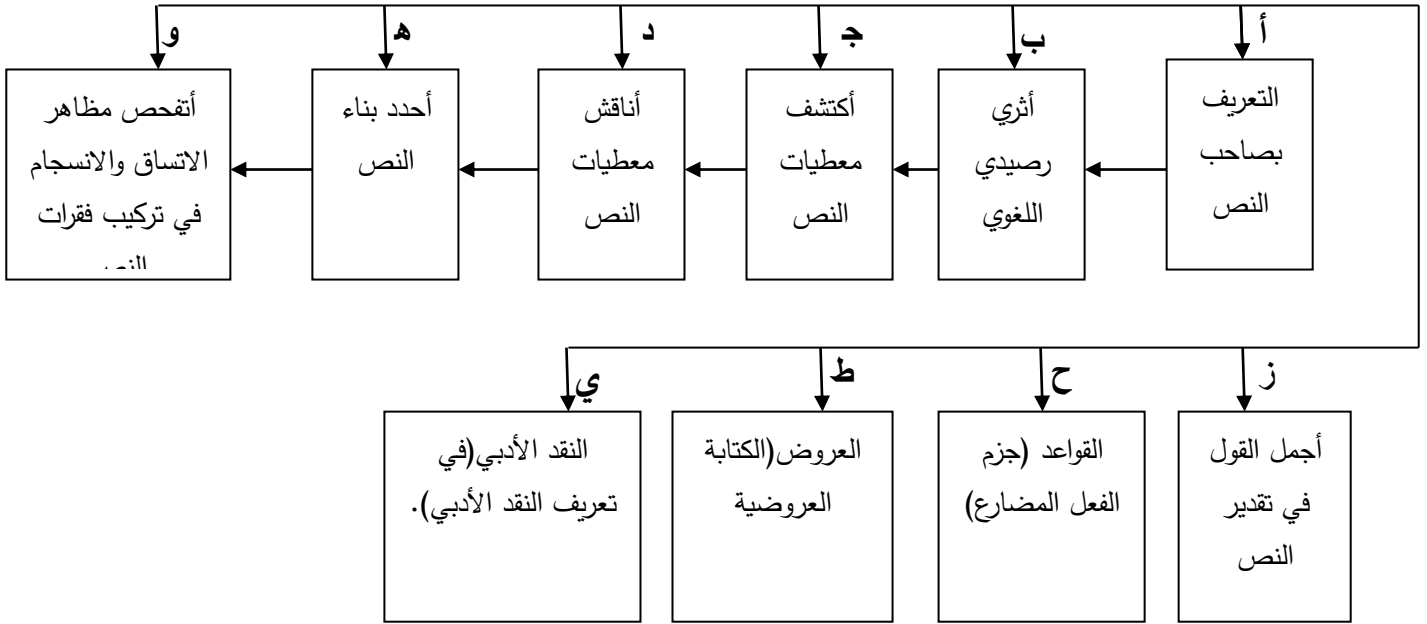 أ
التعريف
بصاحب
النص
ب
أثري
رصيدي
اللغوي
ج
أكتشف
معطيات
النص
د
أناقش
معطيات
النص
ه
أحدد بناء
النص
و
أتفحص مظاهر
الاتساق والانسجام
في تركيب فقرات
النص
ز
أجمل القول
في تقدير
النص
ح
القواعد (جزم
الفعل المضارع)
ط
العروض(الكتابة
العروضية
ي
النقد الأدبي(في
تعريف النقد الأدبي).